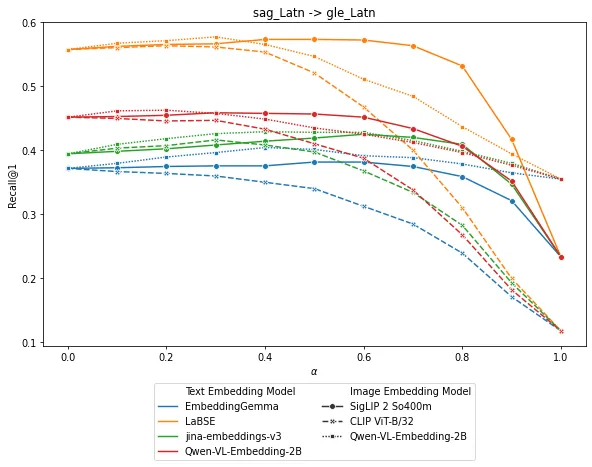 sag_Latn -> gle_Latn
Recall@1
0.6
0.5
0.4
0.3
0.2
0.1
0.0
0.2
0.4
0.6
0.8
1.0
α
Text Embedding Model
EmbeddingGemma
LaBSE
jina-embeddings-v3
Qwen-VL-Embedding-2B
Image Embedding Model
SigLIP 2 So400m
CLIP ViT-B/32
Qwen-VL-Embedding-2B